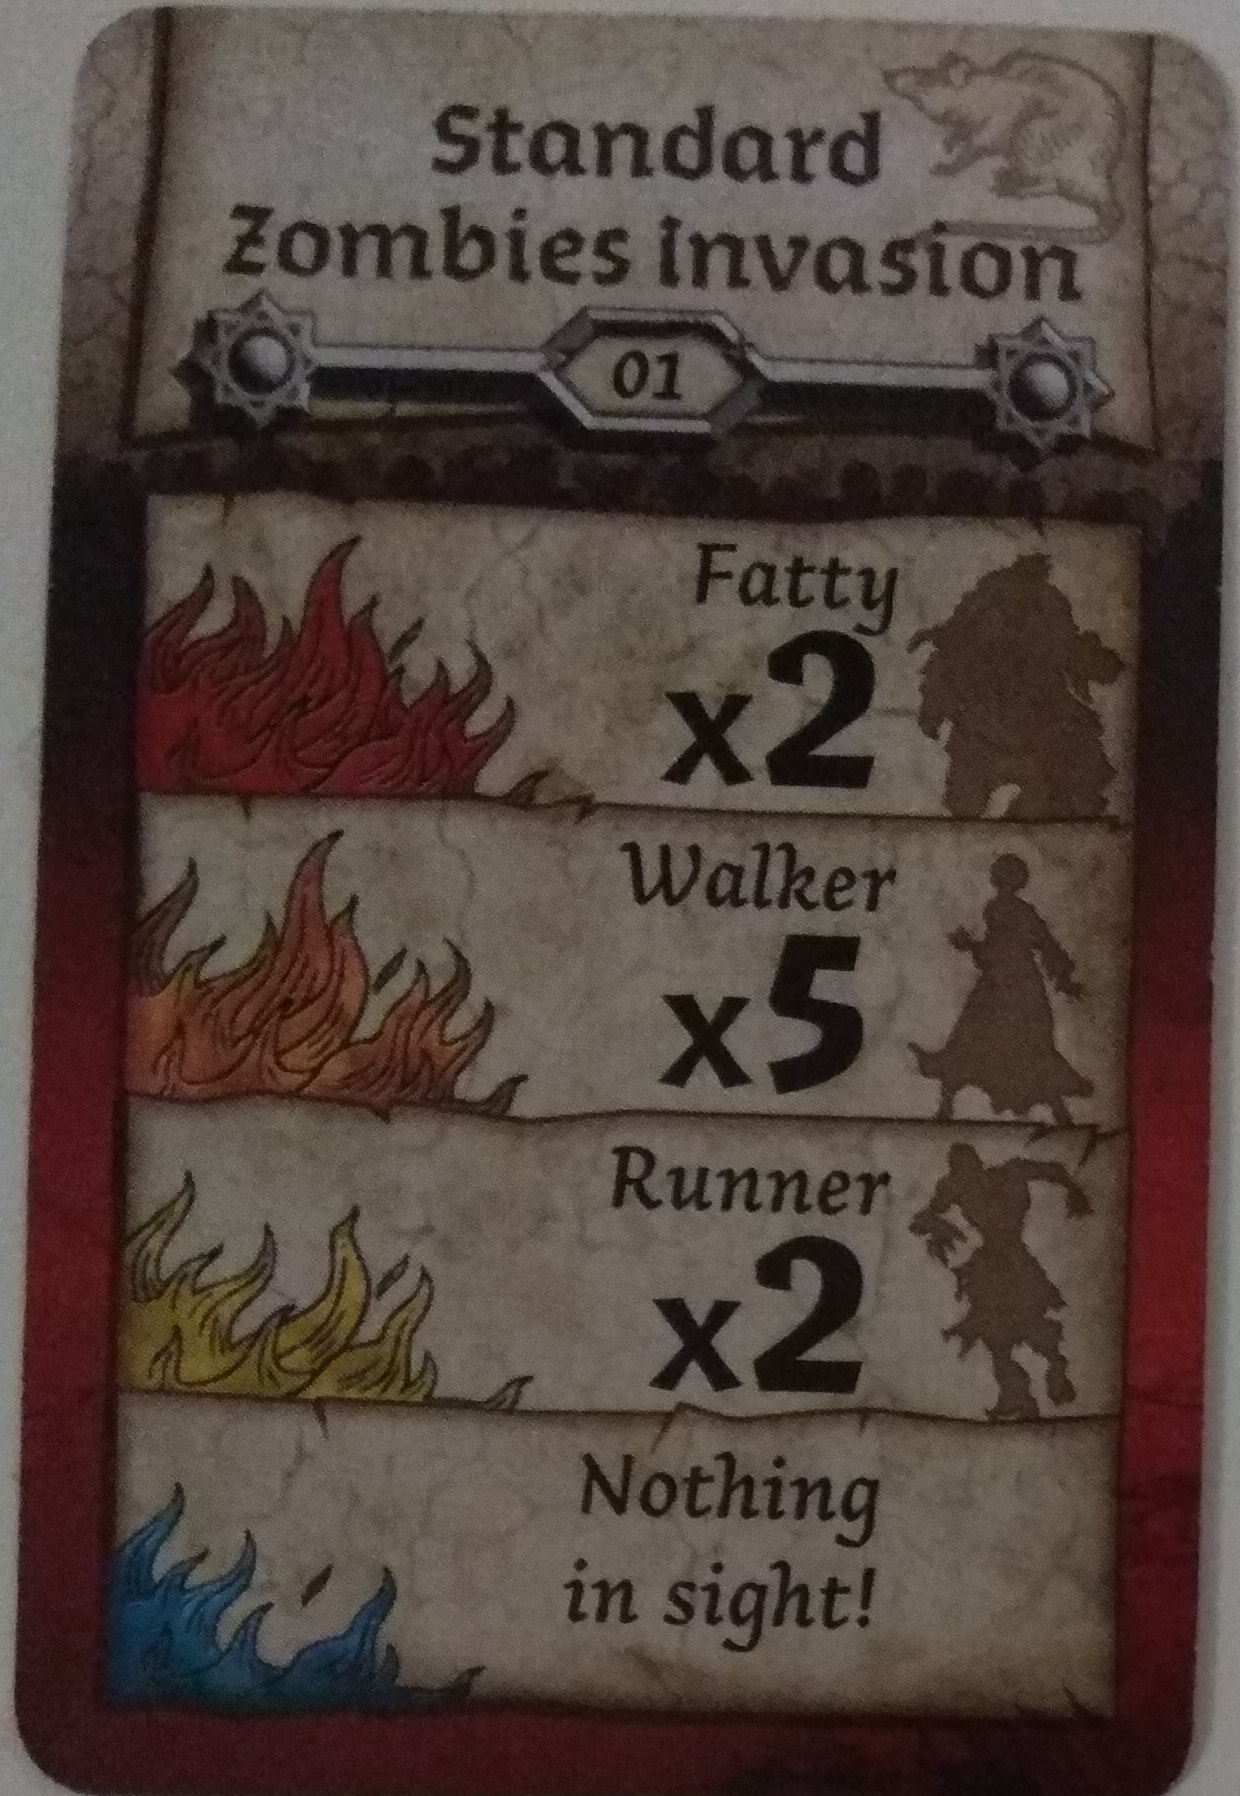 Standard
Zombies Invasion
01
Fatty
x2
Walker
x5
Runner
x2
Nothing
in sight!